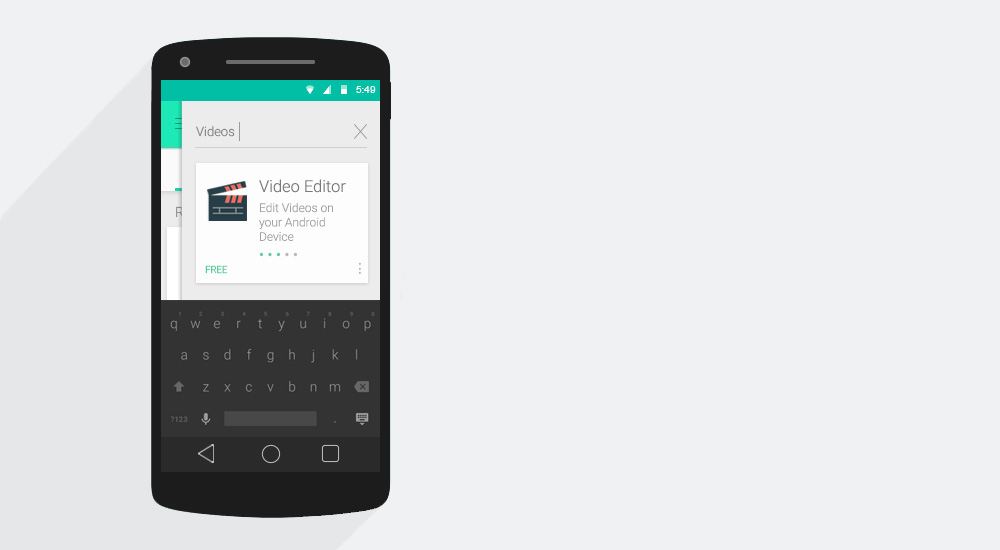 5:49
Videos
Video Editor
Edit Videos on
your Android
Device
FREE
R
1 2 3 4 5 6 7 8 9 0
q w e r t y u i o p
a s d f g h j k l
z x c v b n m
?123 .